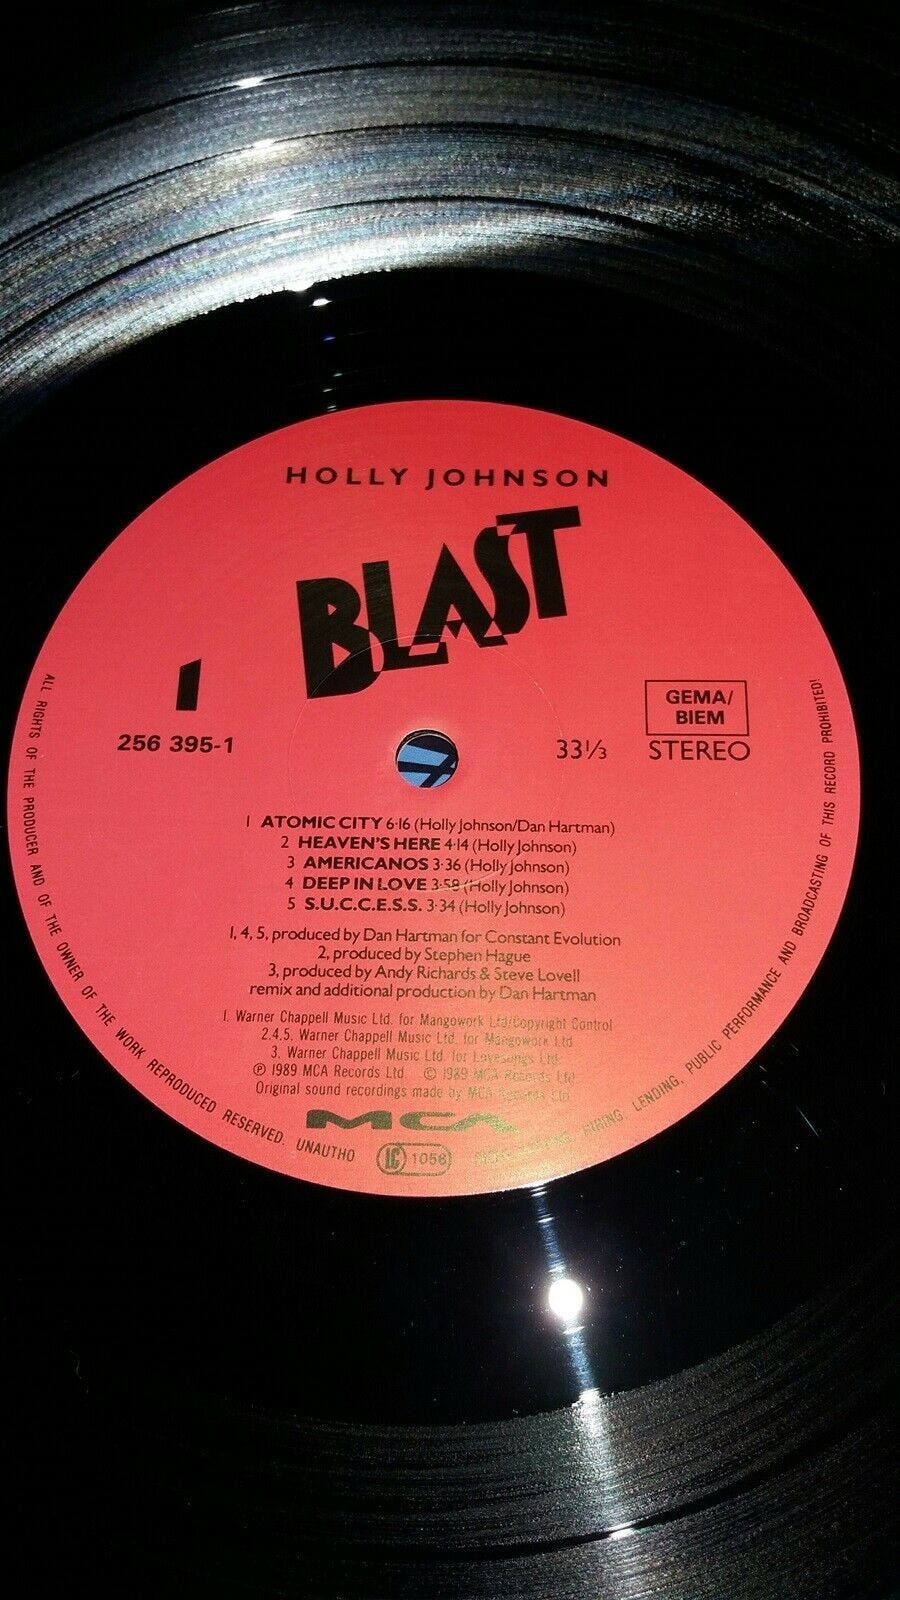 HOLLY JOHNSON
BLAST
1
256 395-1
33⅓
GEMA/
BIEM
STEREO
1 ATOMIC CITY 6·16 (Holly Johnson/Dan Hartman)
2 HEAVEN'S HERE 4·14 (Holly Johnson)
3 AMERICANOS 3·36 (Holly Johnson)
4 DEEP IN LOVE 3·58 (Holly Johnson)
5 S.U.C.C.E.S.S. 3·34 (Holly Johnson)
1, 4, 5, produced by Dan Hartman for Constant Evolution
2, produced by Stephen Hague
3, produced by Andy Richards & Steve Lovell
remix and additional production by Dan Hartman
1. Warner Chappell Music Ltd. for Mangowork Ltd/Copyright Control
2.4.5. Warner Chappell Music Ltd. for Mangowork Ltd
3. Warner Chappell Music Ltd. for Lovesongs Ltd
℗ 1989 MCA Records Ltd © 1989 MCA Records Ltd
Original sound recordings made by MCA Records Ltd
MCA
LC 1056
ALL RIGHTS OF THE PRODUCER AND OF THE OWNER OF THE WORK REPRODUCED RESERVED. UNAUTHO HIRING LENDING, PUBLIC PERFORMANCE AND BROADCASTING OF THIS RECORD PROHIBITED!